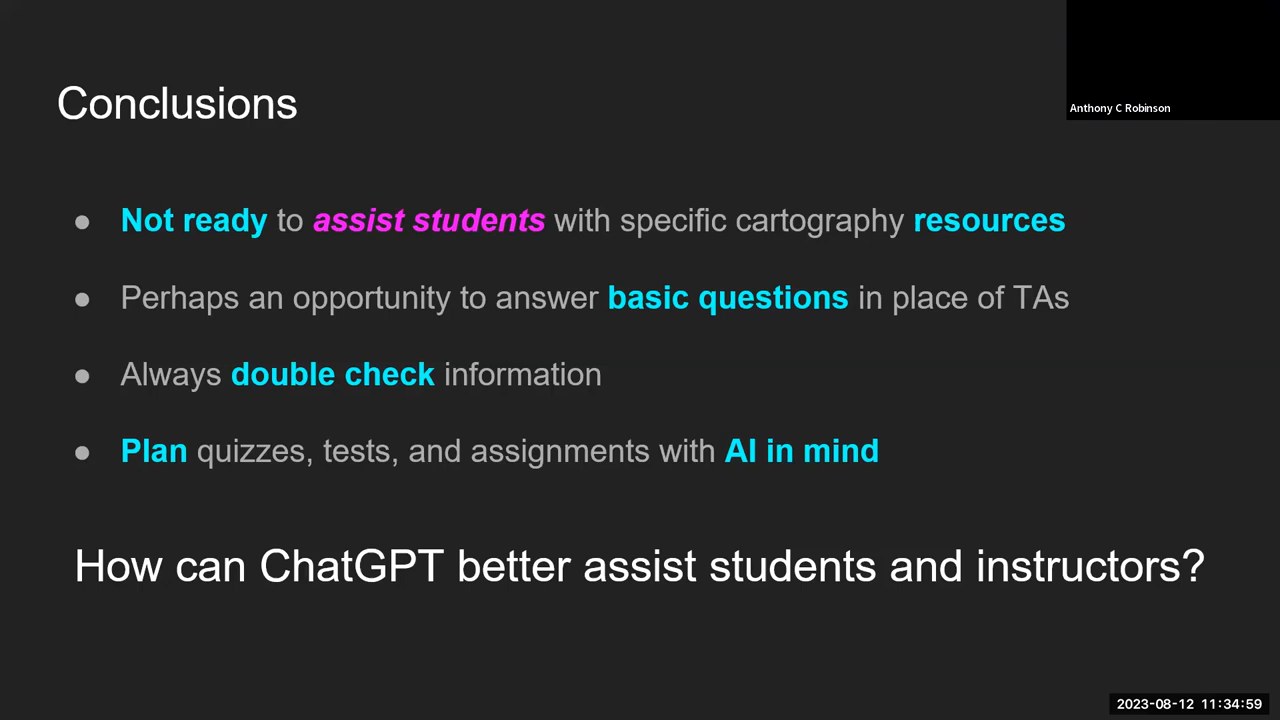 Conclusions
Anthony C Robinson
● Not ready to assist students with specific cartography resources
● Perhaps an opportunity to answer basic questions in place of TAs
● Always double check information
● Plan quizzes, tests, and assignments with AI in mind
How can ChatGPT better assist students and instructors?
2023-08-12 11:34:59